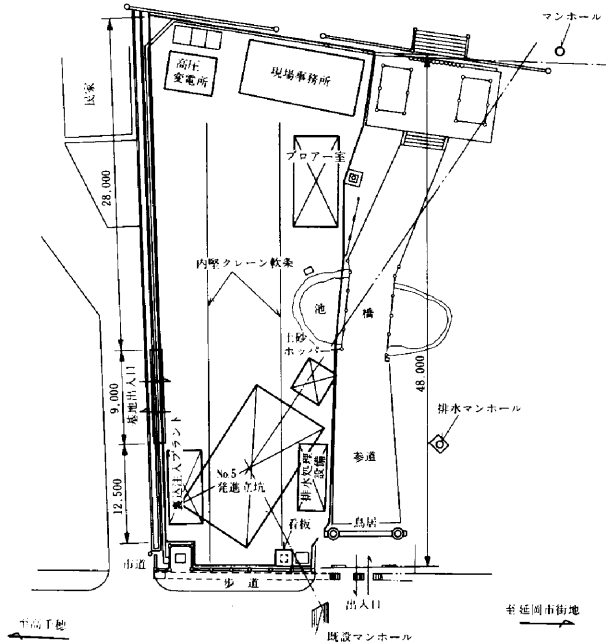 マンホール
高圧
変電所
現場事務所
民家
ブロアー室
28.000
内堅クレーン軌条
池
橋
土砂
ホッパー
48.000
9.000
基地出入口
排水マンホール
裏込注入プラント
No.5
発進立坑
排水処理
設備
参道
12.500
看板
鳥居
市道
歩道
出入口
至高千穂
至延岡市街地
既設マンホール